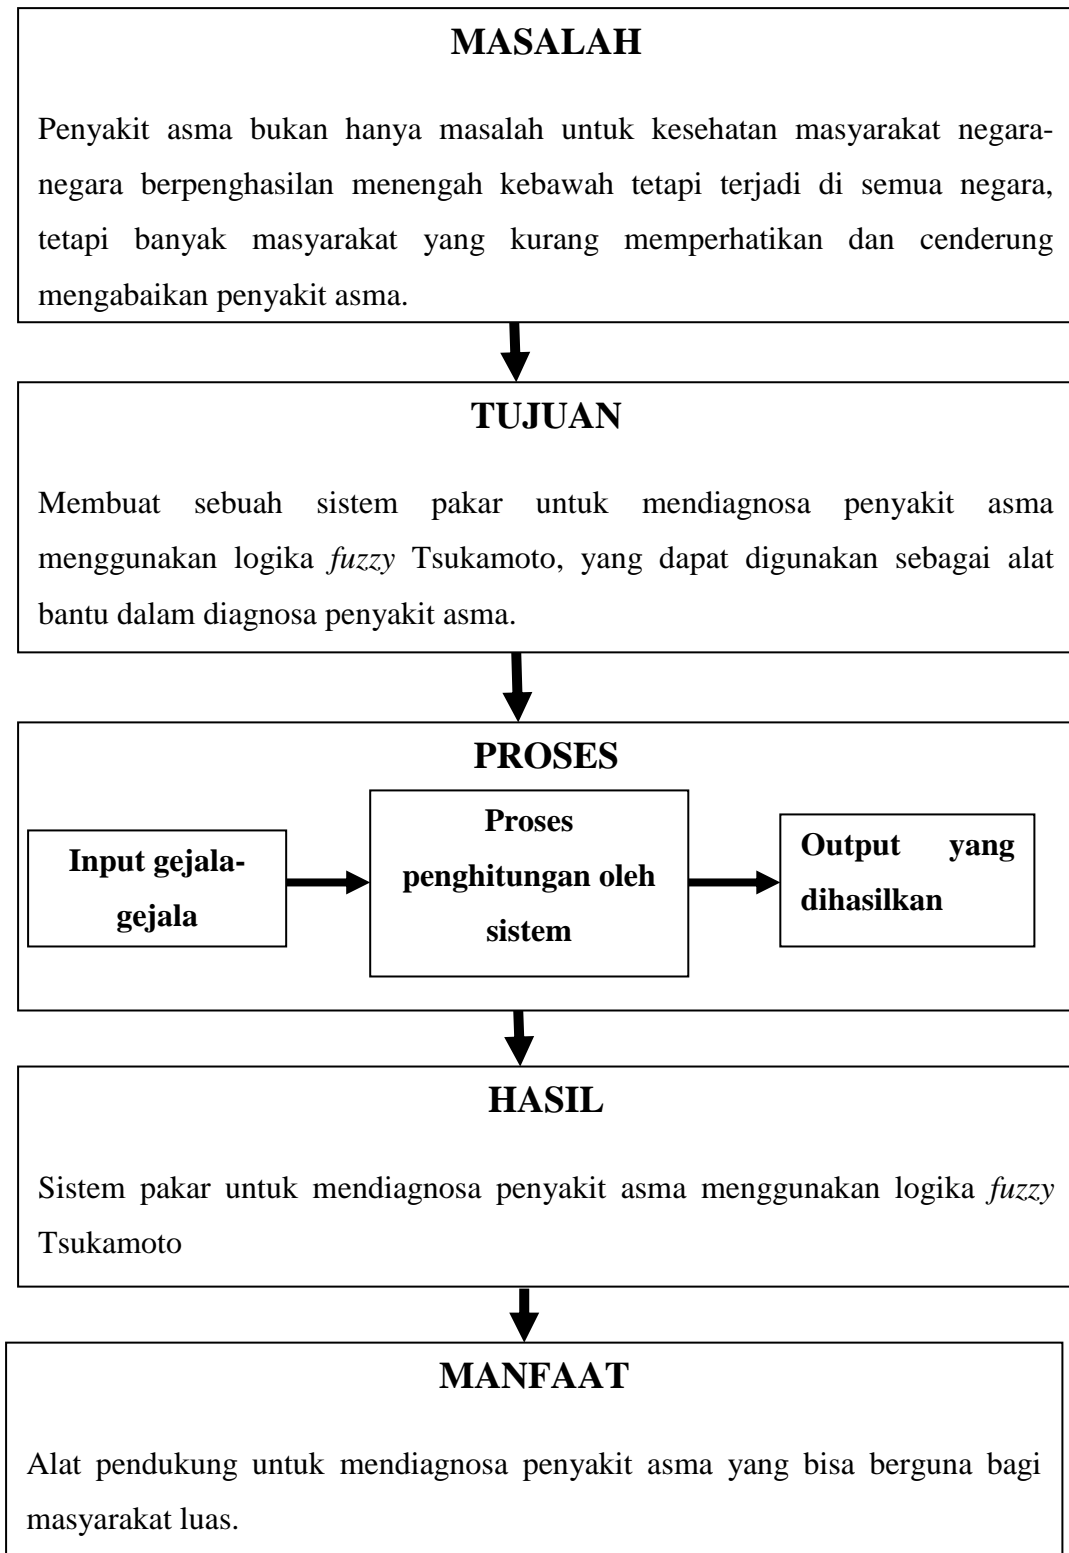 MASALAH
Penyakit asma bukan hanya masalah untuk kesehatan masyarakat negara-
negara berpenghasilan menengah kebawah tetapi terjadi di semua negara,
tetapi banyak masyarakat yang kurang memperhatikan dan cenderung
mengabaikan penyakit asma.
TUJUAN
Membuat sebuah sistem pakar untuk mendiagnosa penyakit asma
menggunakan logika fuzzy Tsukamoto, yang dapat digunakan sebagai alat
bantu dalam diagnosa penyakit asma.
PROSES
Input gejala-
gejala
Proses
penghitungan oleh
sistem
Output yang
dihasilkan
HASIL
Sistem pakar untuk mendiagnosa penyakit asma menggunakan logika fuzzy
Tsukamoto
MANFAAT
Alat pendukung untuk mendiagnosa penyakit asma yang bisa berguna bagi
masyarakat luas.